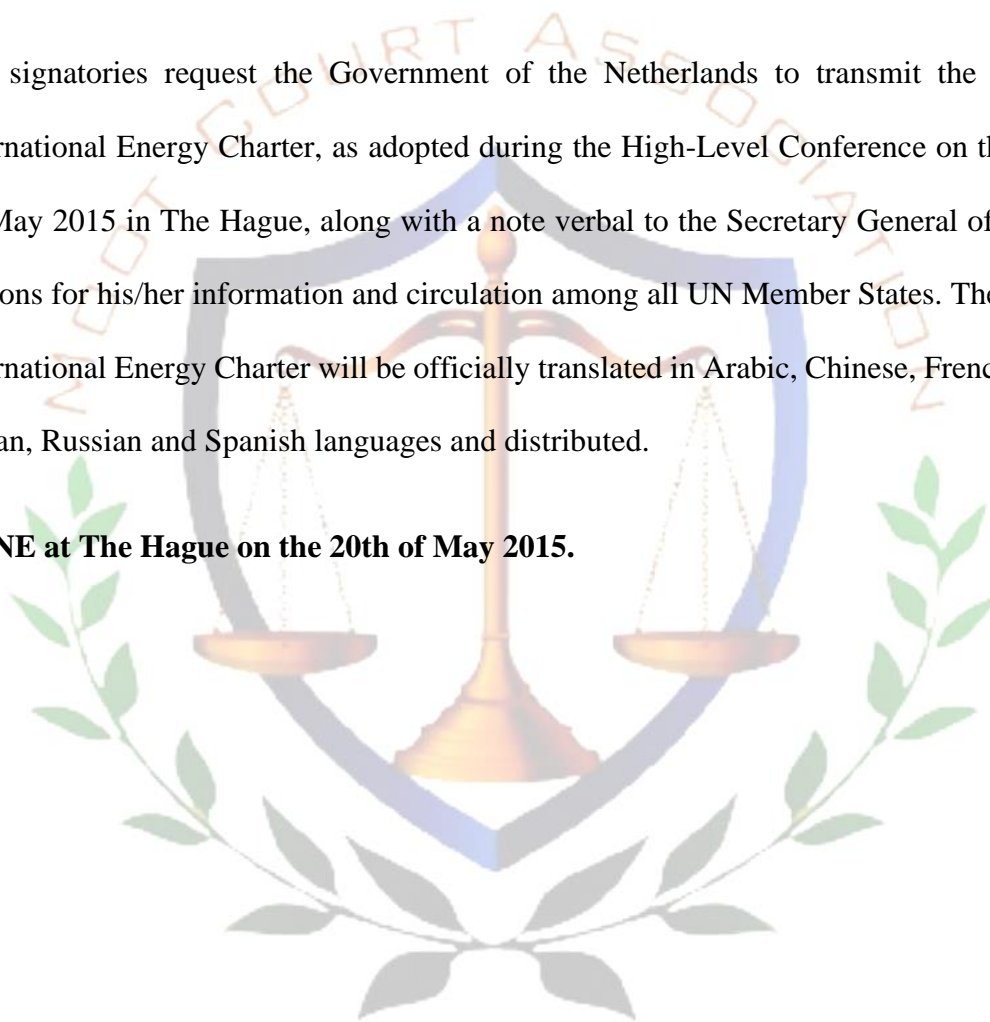 MOOT COURT ASSOCIATION
signatories request the Government of the Netherlands to transmit the
rnational Energy Charter, as adopted during the High-Level Conference on th
May 2015 in The Hague, along with a note verbal to the Secretary General of
ons for his/her information and circulation among all UN Member States. The
rnational Energy Charter will be officially translated in Arabic, Chinese, Frenc
an, Russian and Spanish languages and distributed.
NE at The Hague on the 20th of May 2015.